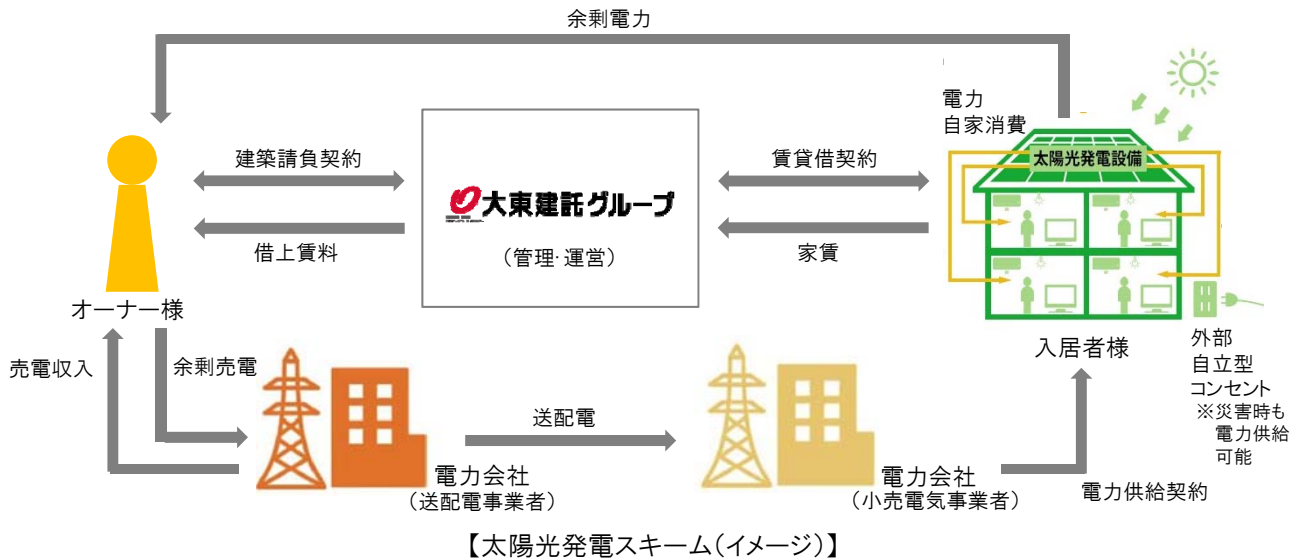 余剰電力
電力
自家消費
太陽光発電設備
建築請負契約
賃貸借契約
大東建託グループ
借上賃料
(管理・運営)
家賃
オーナー様
入居者様
外部
自立型
コンセント
※災害時も
電力供給
可能
売電収入
余剰売電
送配電
電力会社
(送配電事業者)
電力会社
(小売電気事業者)
電力供給契約
【太陽光発電スキーム(イメージ)】